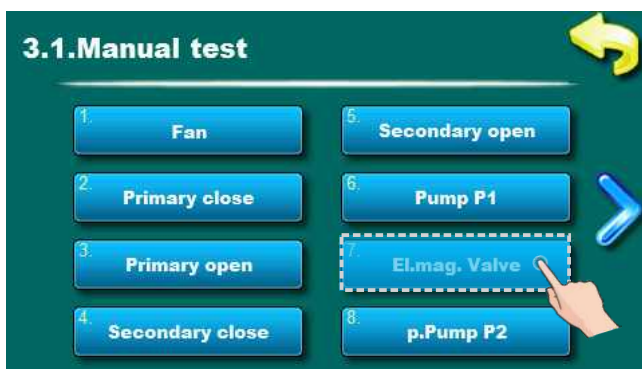 3.1.Manual test
1. Fan
2. Primary close
3. Primary open
4. Secondary close
5. Secondary open
6. Pump P1
7. El.mag. Valve
8. p.Pump P2